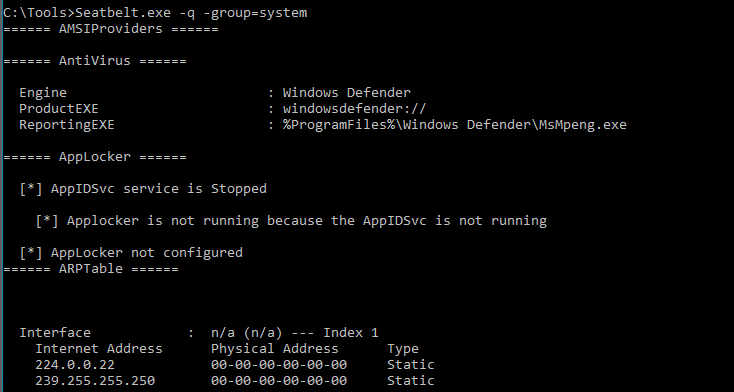 C:\Tools>Seatbelt.exe -q -group=system
====== AMSIProviders ======
====== AntiVirus ======
Engine : Windows Defender
ProductEXE : windowsdefender://
ReportingEXE : %ProgramFiles%\Windows Defender\MsMpeng.exe
====== AppLocker ======
[*] AppIDSvc service is Stopped
[*] Applocker is not running because the AppIDSvc is not running
[*] AppLocker not configured
====== ARPTable ======
Interface : n/a (n/a) --- Index 1
Internet Address Physical Address Type
224.0.0.22 00-00-00-00-00-00 Static
239.255.255.250 00-00-00-00-00-00 Static